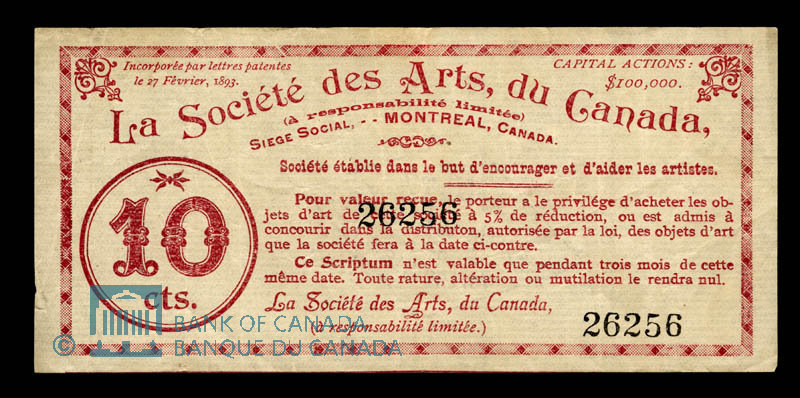 Incorporée par lettres patentes
le 27 Février, 1893.
CAPITAL ACTIONS:
$100,000.
La Société des Arts, du Canada,
(à responsabilité limitée)
SIEGE SOCIAL, - - MONTREAL, CANADA.
Société établie dans le but d'encourager et d'aider les artistes.
10
cts.
Pour valeur reçue, le porteur a le privilége d'acheter les ob-
jets d'art de cette société à 5% de réduction, ou est admis à
26256
concourir dans la distributon, autorisée par la loi, des objets d'art
que la société fera à la date ci-contre.
Ce Scriptum n'est valable que pendant trois mois de cette
même date. Toute rature, altération ou mutilation le rendra nul.
La Société des Arts, du Canada,
(à responsabilité limitée.)
26256
© BANK OF CANADA
BANQUE DU CANADA